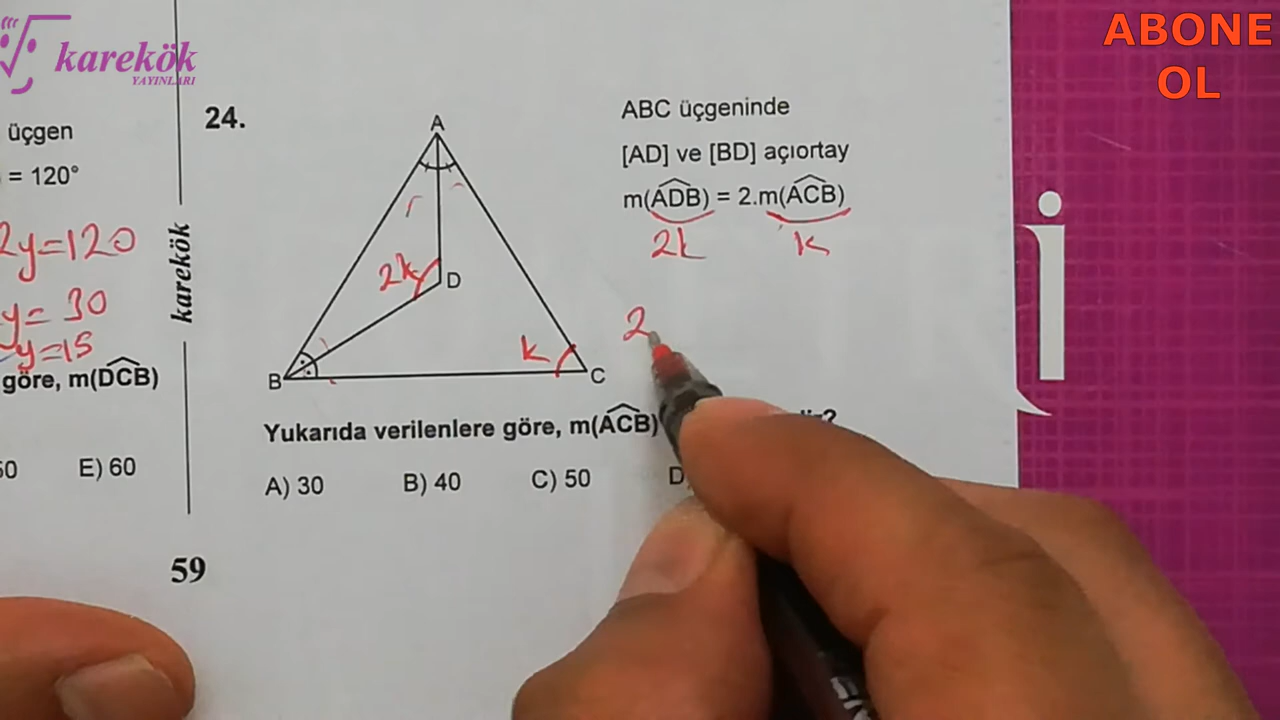 karekök
YAYINLARI
ABONE
OL
üçgen
= 120°
2y=120
y= 30
y=15
göre, m(DCB)
E) 60
karekök
59
24.
A
2k
D
k
B
C
ABC üçgeninde
[AD] ve [BD] açıortay
m(ADB) = 2.m(ACB)
2k k
2
Yukarıda verilenlere göre, m(ACB)
A) 30 B) 40 C) 50